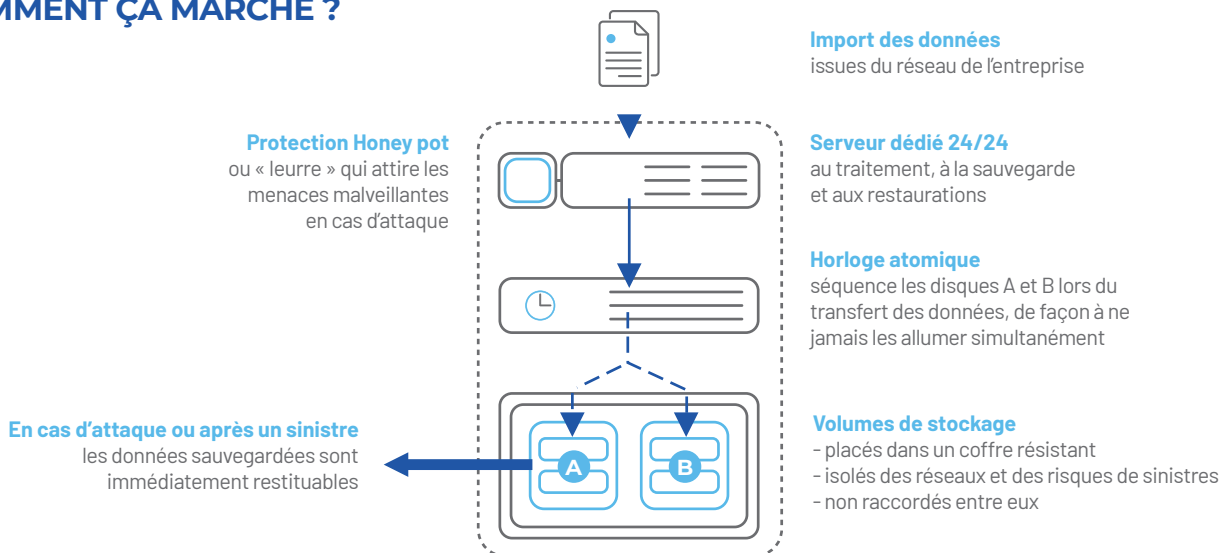 MMENT ÇA MARCHE ?
Import des données
issues du réseau de l'entreprise
Protection Honey pot
ou « leurre » qui attire les
menaces malveillantes
en cas d'attaque
Serveur dédié 24/24
au traitement, à la sauvegarde
et aux restaurations
Horloge atomique
séquence les disques A et B lors du
transfert des données, de façon à ne
jamais les allumer simultanément
En cas d'attaque ou après un sinistre
les données sauvegardées sont
immédiatement restituables
A
B
Volumes de stockage
- placés dans un coffre résistant
- isolés des réseaux et des risques de sinistres
- non raccordés entre eux